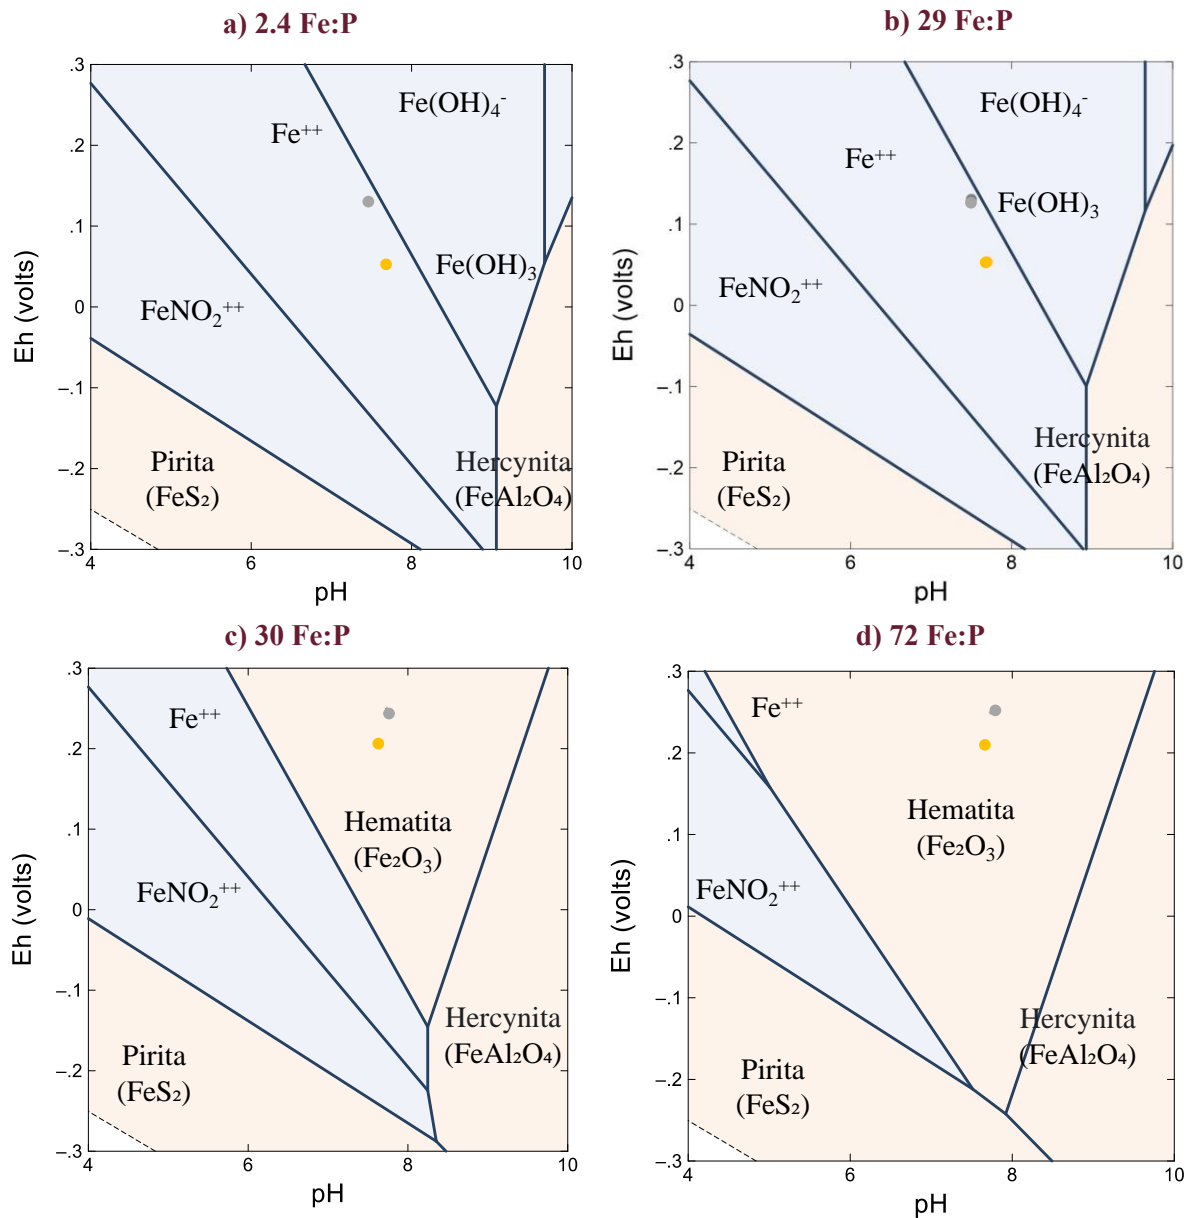 a) 2.4 Fe:P
.3
.2
.1
0
–.1
–.2
–.3
Eh (volts)
4
6
8
10
pH
Fe(OH)₄⁻
Fe⁺⁺
Fe(OH)₃
FeNO₂⁺⁺
Pirita
(FeS₂)
Hercynita
(FeAl₂O₄)
b) 29 Fe:P
.3
.2
.1
0
–.1
–.2
–.3
Eh (volts)
4
6
8
10
pH
Fe(OH)₄⁻
Fe⁺⁺
Fe(OH)₃
FeNO₂⁺⁺
Pirita
(FeS₂)
Hercynita
(FeAl₂O₄)
c) 30 Fe:P
.3
.2
.1
0
–.1
–.2
–.3
Eh (volts)
4
6
8
10
pH
Fe⁺⁺
Hematita
(Fe₂O₃)
FeNO₂⁺⁺
Hercynita
(FeAl₂O₄)
Pirita
(FeS₂)
d) 72 Fe:P
.3
.2
.1
0
–.1
–.2
–.3
Eh (volts)
4
6
8
10
pH
Fe⁺⁺
Hematita
(Fe₂O₃)
FeNO₂⁺⁺
Hercynita
(FeAl₂O₄)
Pirita
(FeS₂)